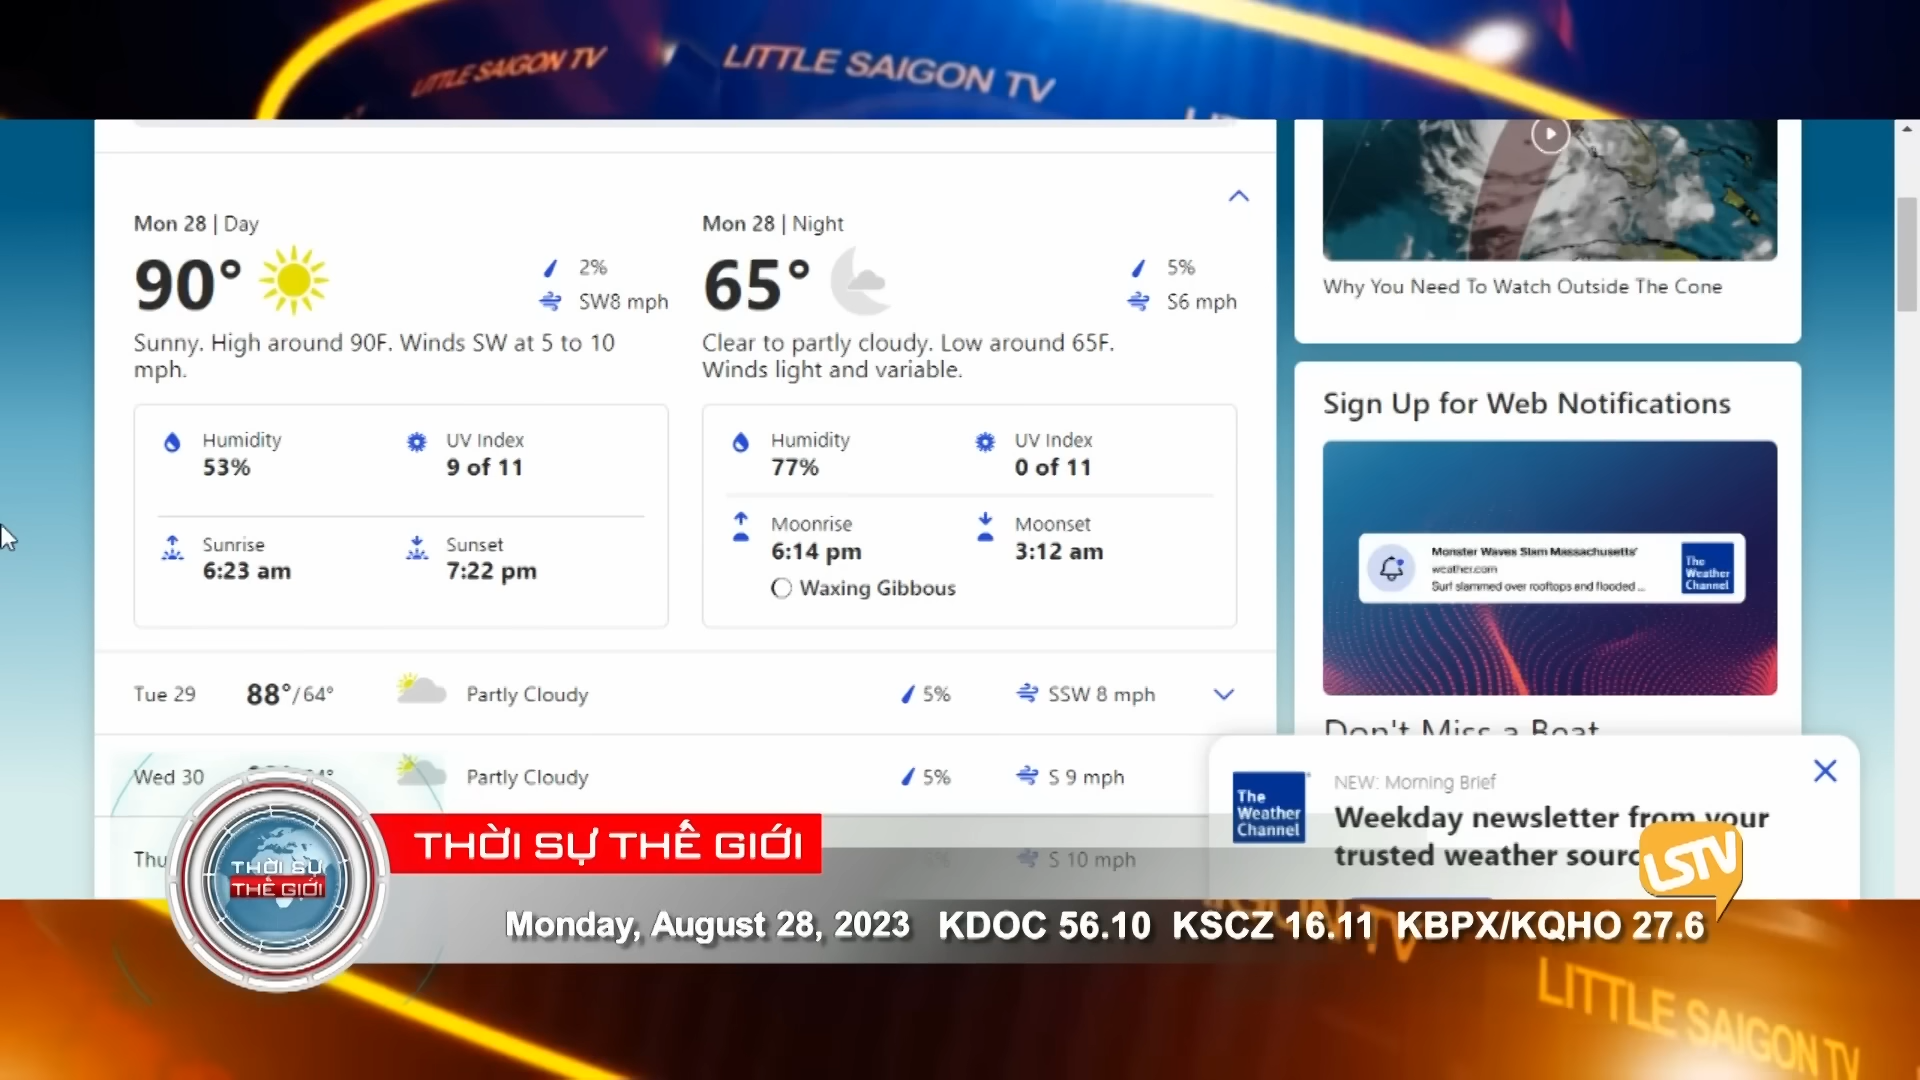 LITTLE SAIGON TV
LITTLE SAIGON TV
Mon 28 | Day
90°
2%
SW8 mph
Sunny. High around 90F. Winds SW at 5 to 10
mph.
Humidity
53%
UV Index
9 of 11
Sunrise
6:23 am
Sunset
7:22 pm
Mon 28 | Night
65°
5%
S6 mph
Clear to partly cloudy. Low around 65F.
Winds light and variable.
Humidity
77%
UV Index
0 of 11
Moonrise
6:14 pm
Moonset
3:12 am
Waxing Gibbous
Tue 29 88°/64° Partly Cloudy 5% SSW 8 mph
Wed 30 Partly Cloudy 5% S 9 mph
Thu S 10 mph
Why You Need To Watch Outside The Cone
Sign Up for Web Notifications
Monster Waves Slam Massachusetts'
weather.com
Surf slammed over rooftops and flooded ...
The
Weather
Channel
Don't Miss a Beat
The
Weather
Channel
NEW: Morning Brief
Weekday newsletter from your
trusted weather sourc
LSTV
THỜI SỰ
THẾ GIỚI
THỜI SỰ THẾ GIỚI
Monday, August 28, 2023 KDOC 56.10 KSCZ 16.11 KBPX/KQHO 27.6
LITTLE SAIGON TV